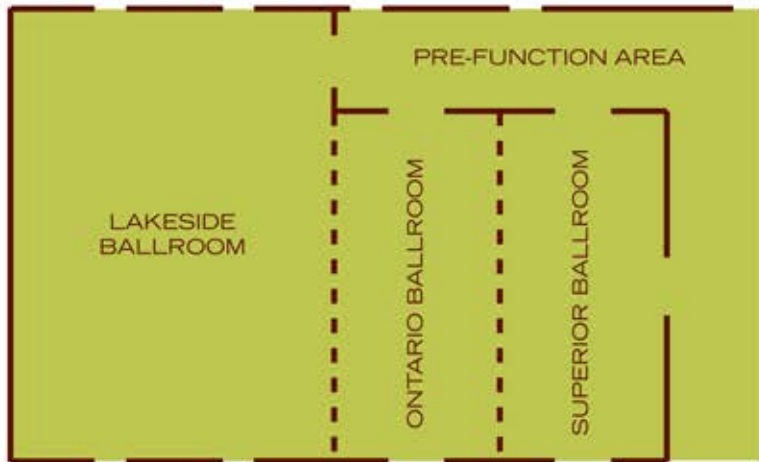 PRE-FUNCTION AREA
LAKESIDE
BALLROOM
ONTARIO BALLROOM
SUPERIOR BALLROOM